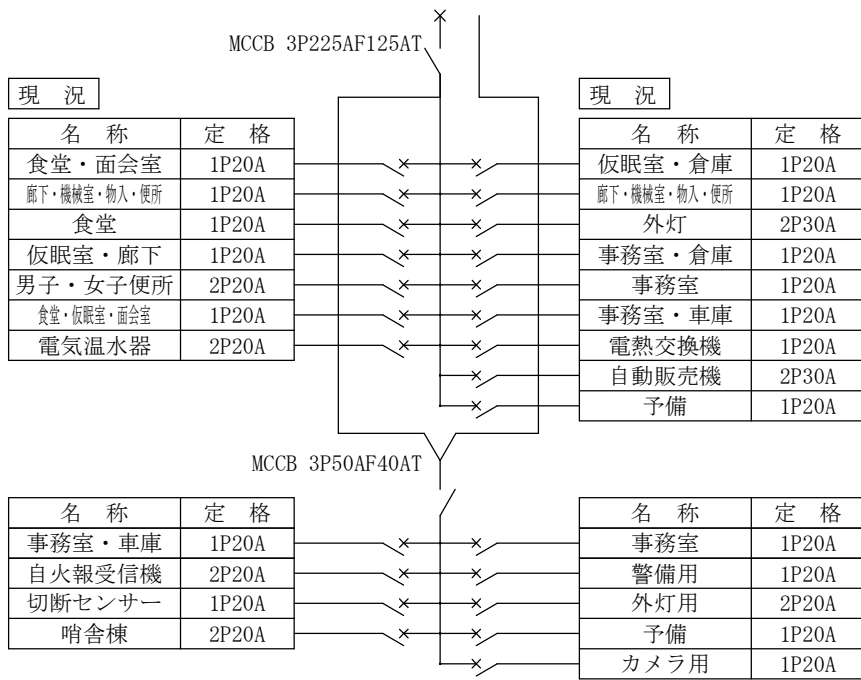 MCCB 3P225AF125AT
現 況
名 称 定 格
食堂・面会室 1P20A
廊下・機械室・物入・便所 1P20A
食堂 1P20A
仮眠室・廊下 1P20A
男子・女子便所 2P20A
食堂・仮眠室・面会室 1P20A
電気温水器 2P20A
現 況
名 称 定 格
仮眠室・倉庫 1P20A
廊下・機械室・物入・便所 1P20A
外灯 2P30A
事務室・倉庫 1P20A
事務室 1P20A
事務室・車庫 1P20A
電熱交換機 1P20A
自動販売機 2P30A
予備 1P20A
MCCB 3P50AF40AT
名 称 定 格
事務室・車庫 1P20A
自火報受信機 2P20A
切断センサー 1P20A
哨舎棟 2P20A
名 称 定 格
事務室 1P20A
警備用 1P20A
外灯用 2P20A
予備 1P20A
カメラ用 1P20A